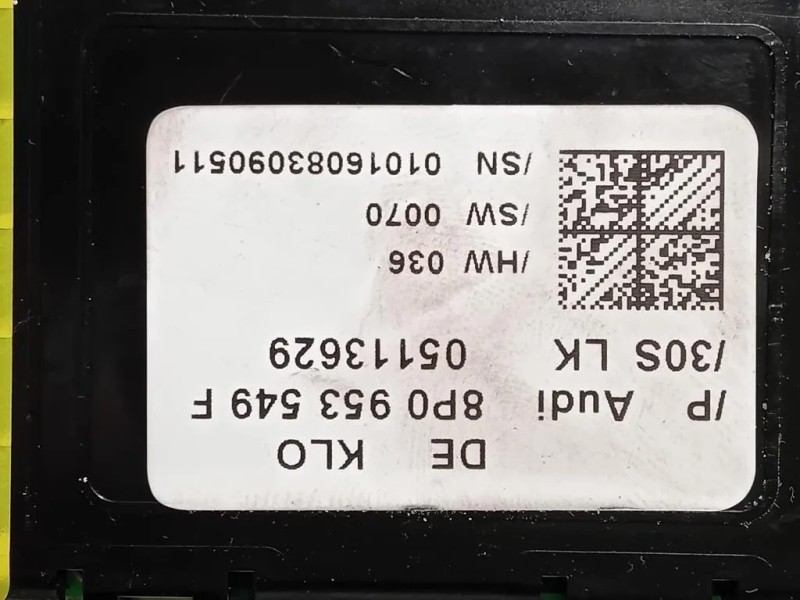 DE KLO
/P Audi 8P0 953 549 F
/30S LK 05113629
/HW 036
/SW 0070
/SN 01016083090511